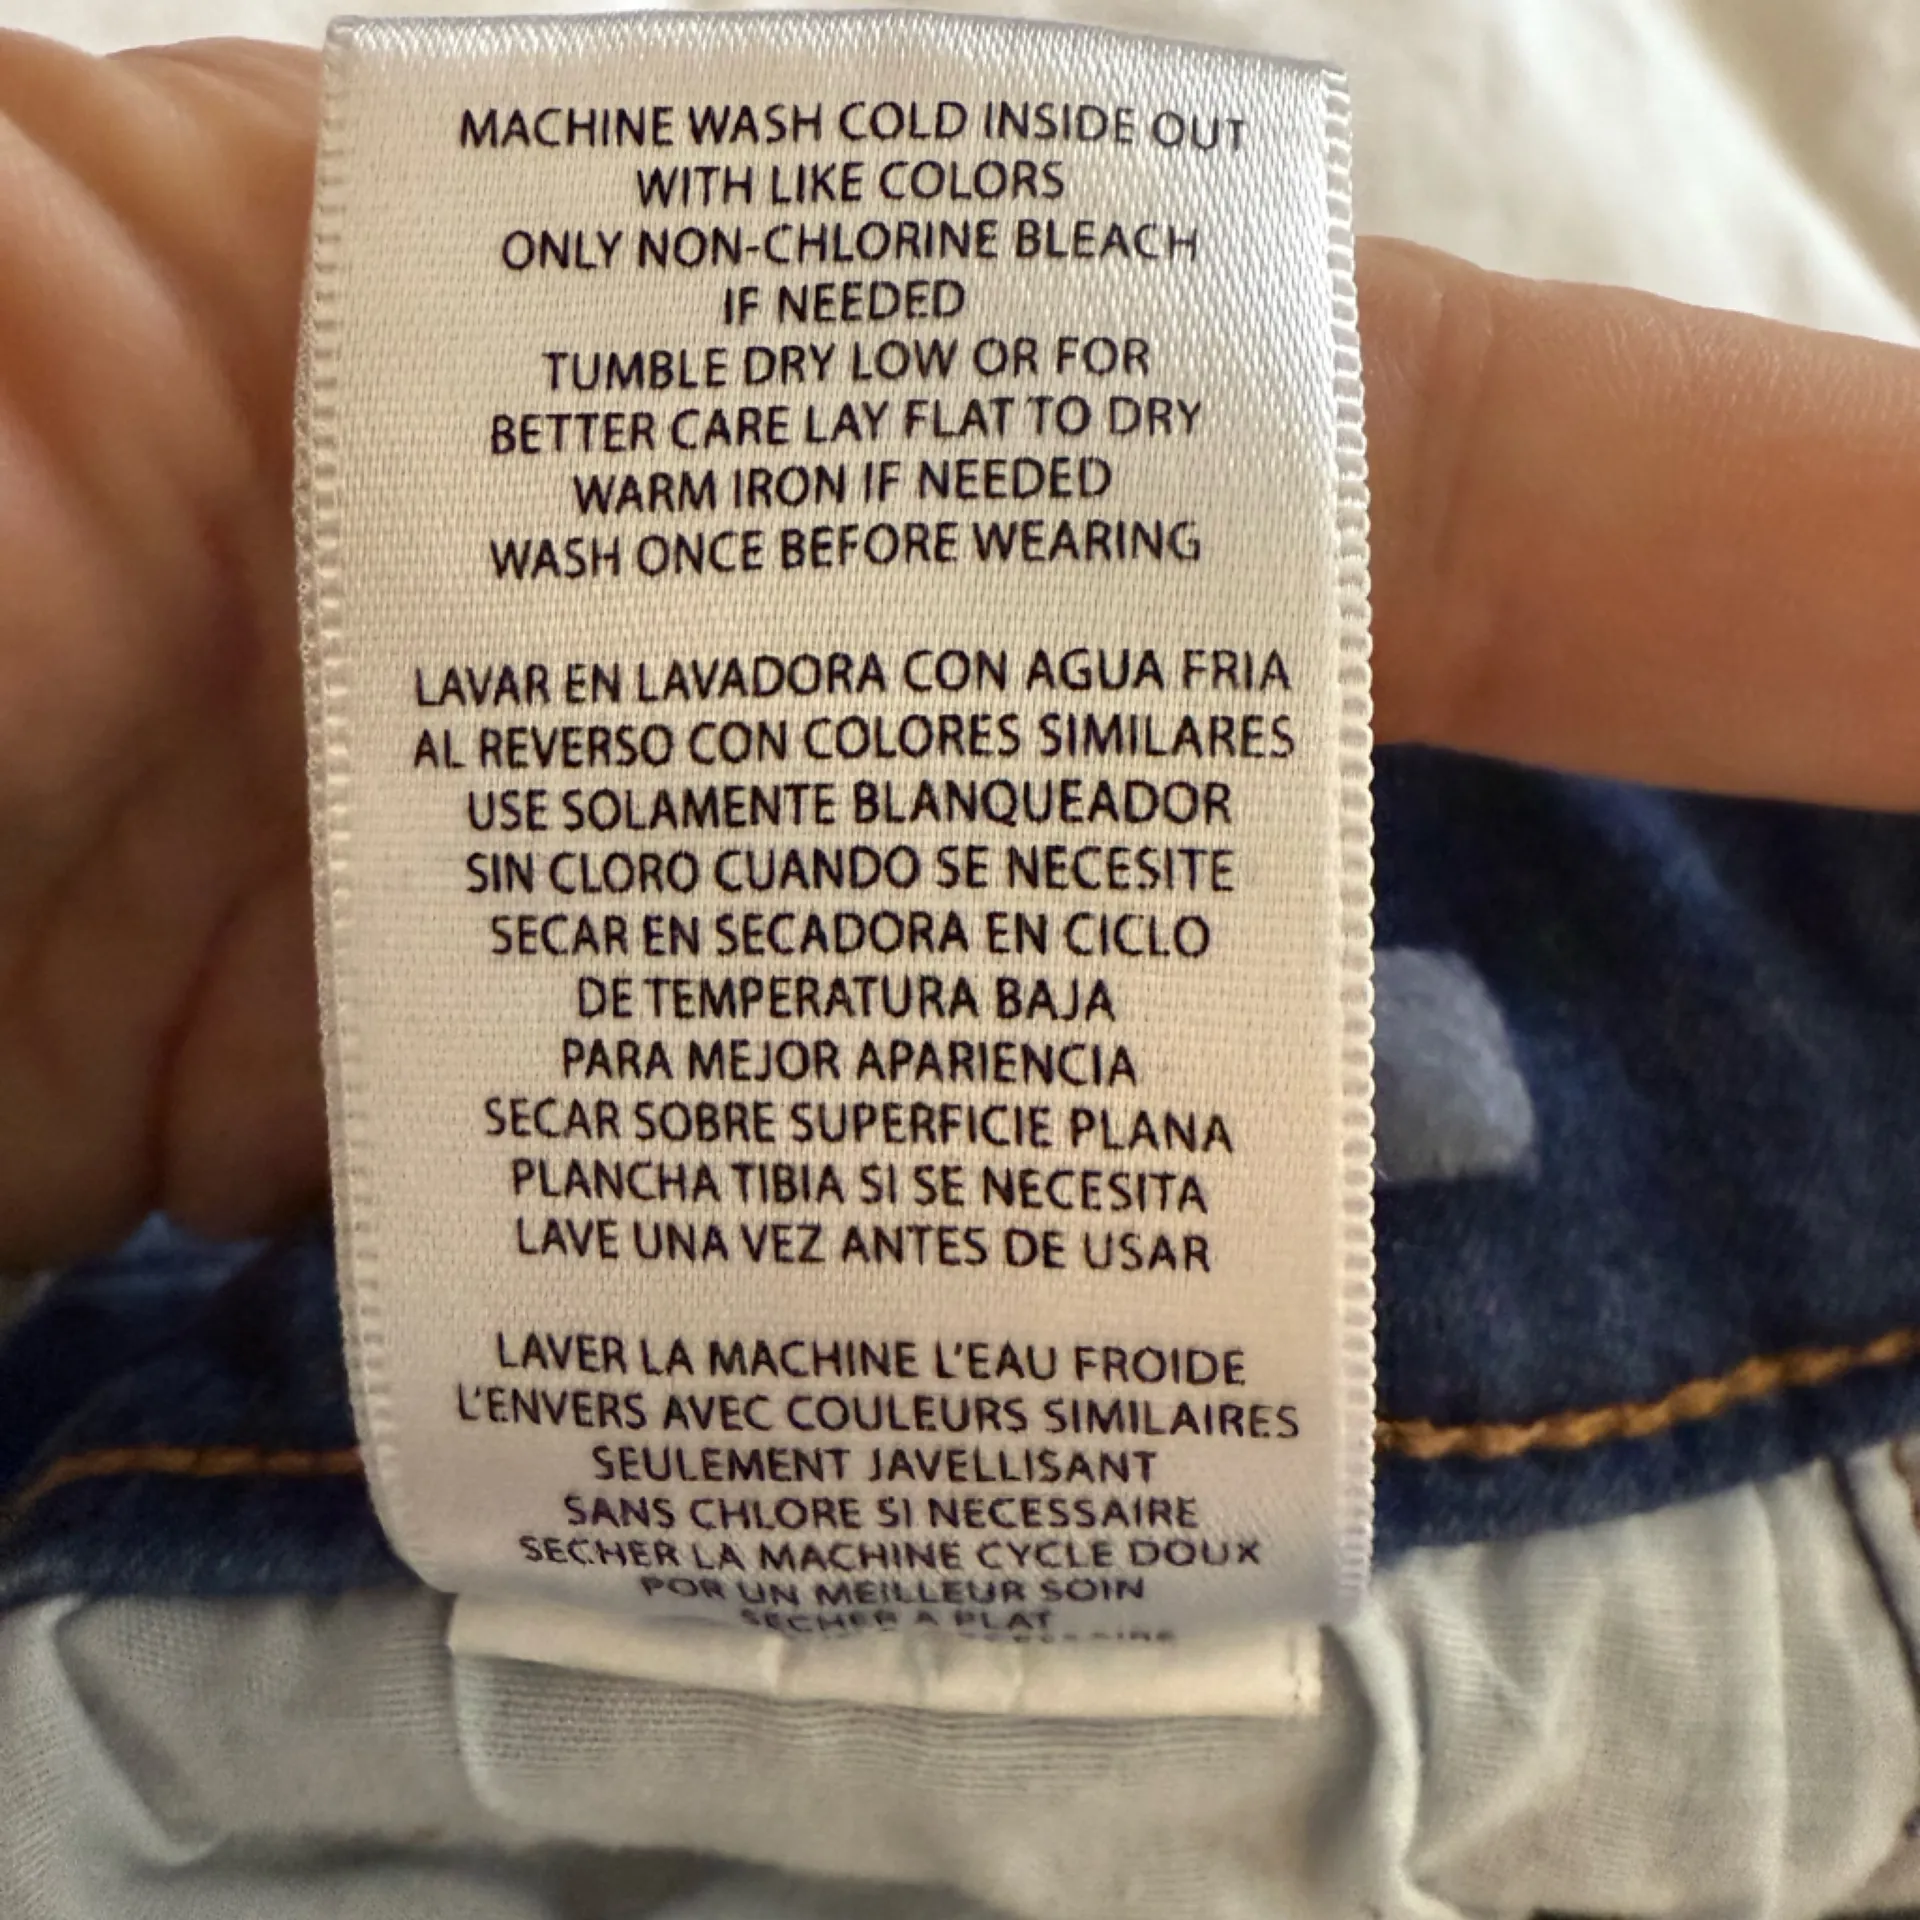 MACHINE WASH COLD INSIDE OUT
WITH LIKE COLORS
ONLY NON-CHLORINE BLEACH
IF NEEDED
TUMBLE DRY LOW OR FOR
BETTER CARE LAY FLAT TO DRY
WARM IRON IF NEEDED
WASH ONCE BEFORE WEARING
LAVAR EN LAVADORA CON AGUA FRIA
AL REVERSO CON COLORES SIMILARES
USE SOLAMENTE BLANQUEADOR
SIN CLORO CUANDO SE NECESITE
SECAR EN SECADORA EN CICLO
DE TEMPERATURA BAJA
PARA MEJOR APARIENCIA
SECAR SOBRE SUPERFICIE PLANA
PLANCHA TIBIA SI SE NECESITA
LAVE UNA VEZ ANTES DE USAR
LAVER LA MACHINE L'EAU FROIDE
L'ENVERS AVEC COULEURS SIMILAIRES
SEULEMENT JAVELLISANT
SANS CHLORE SI NECESSAIRE
SECHER LA MACHINE CYCLE DOUX
POR UN MEILLEUR SOIN
SECHER A PLAT